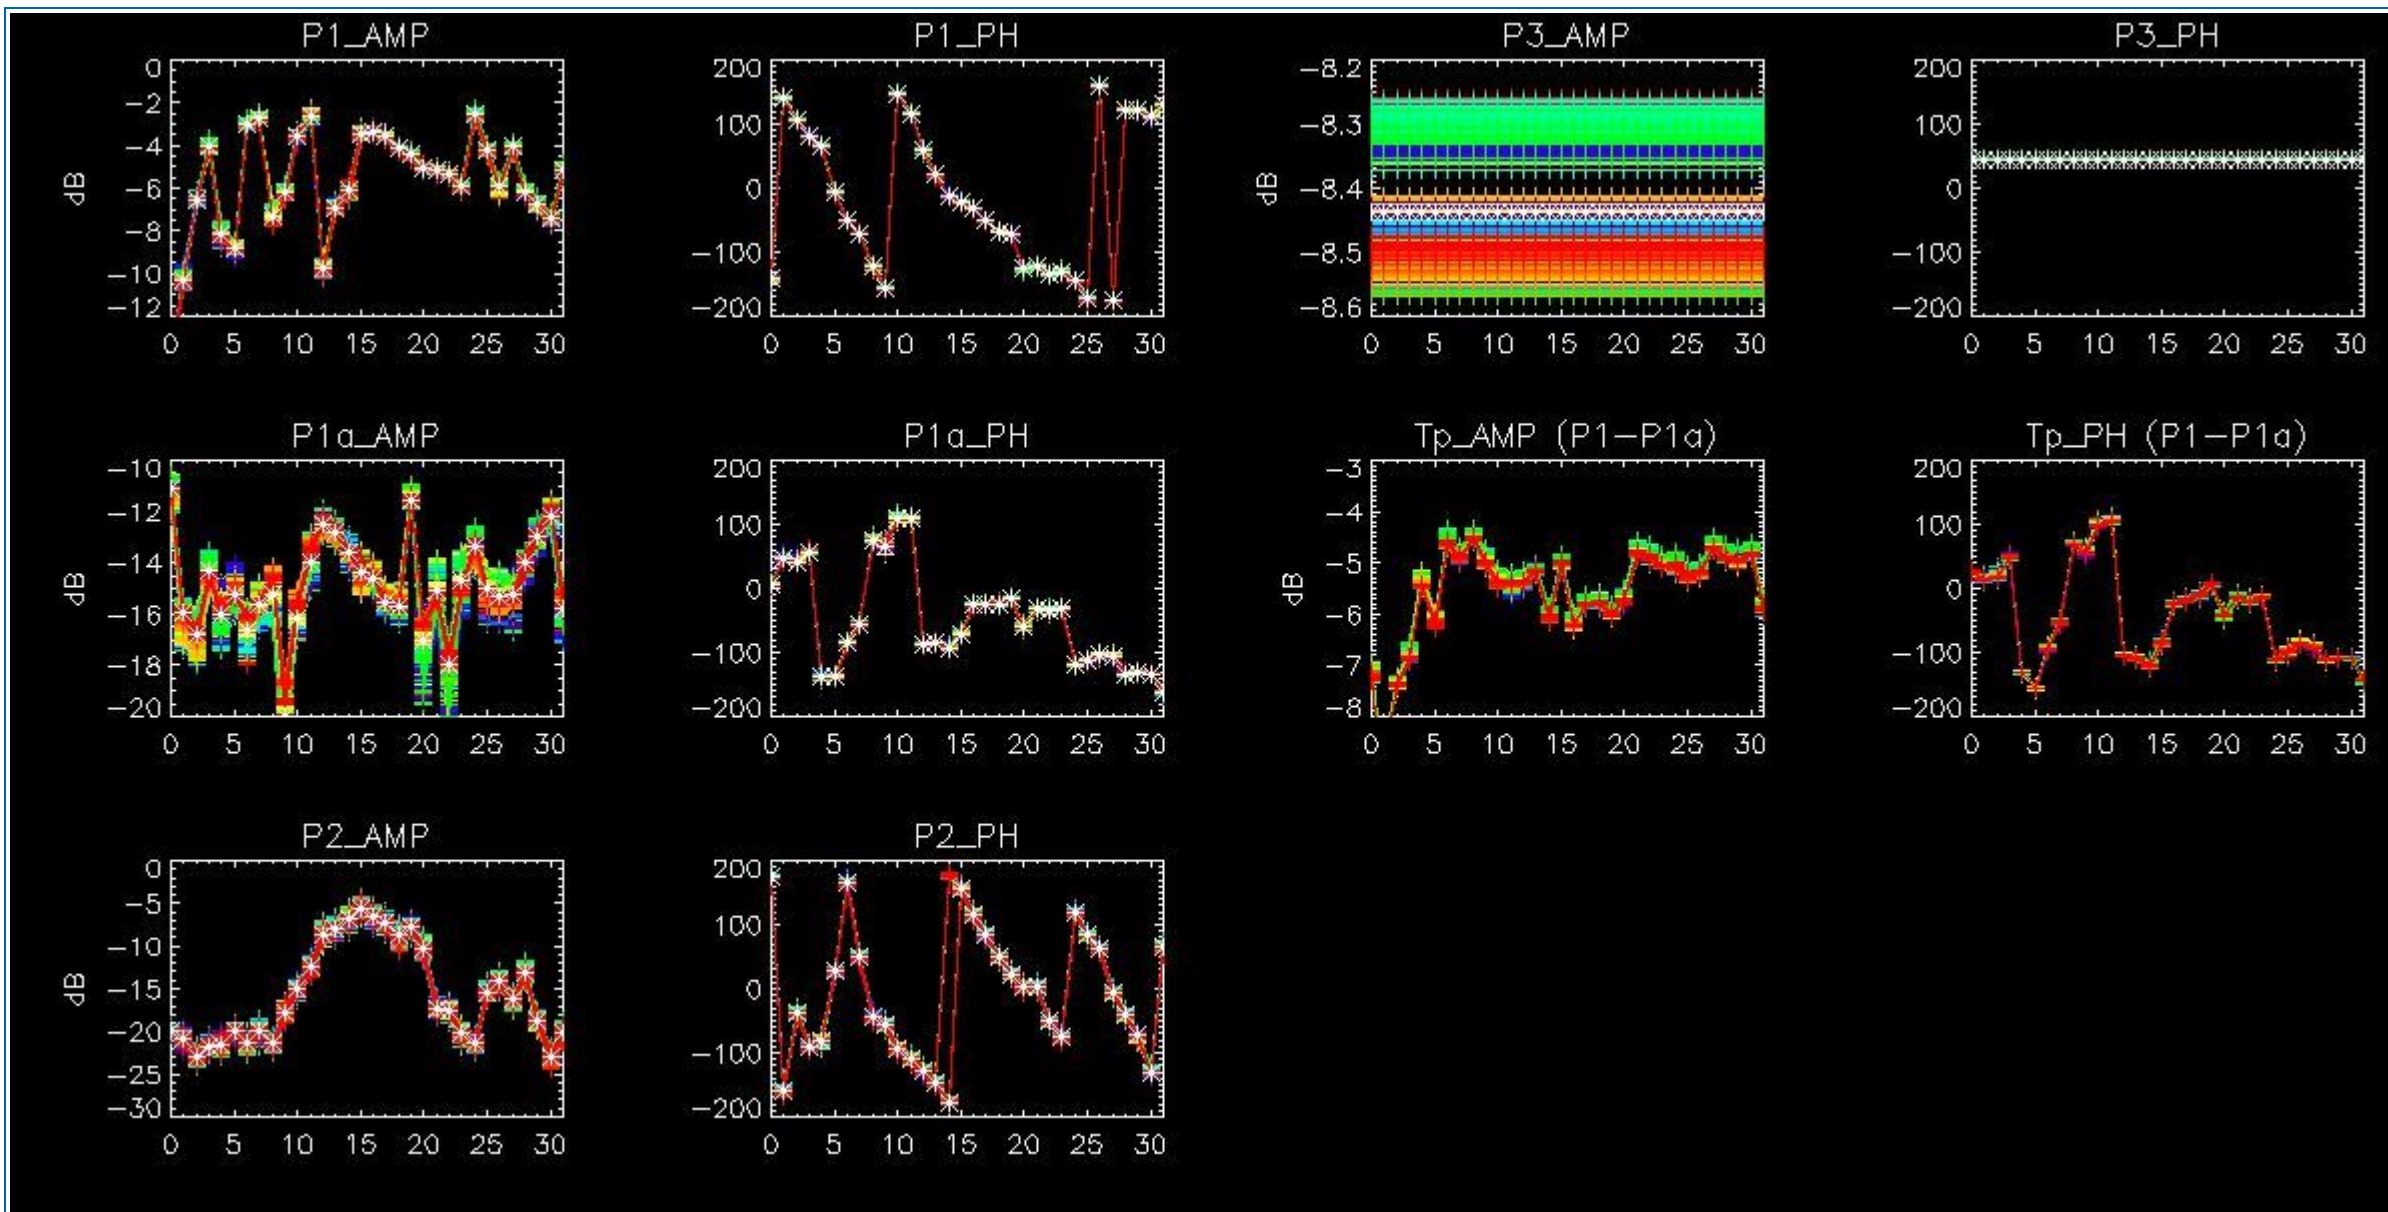 P1_AMP P1_PH P3_AMP P3_PH
0 200 −8.2 200
−2
100 −8.3 100
−4
dB −6 0 dB −8.4 0
−8
−100 −8.5 −100
−10
−12 −200 −8.6 −200
0 5 10 15 20 25 30 0 5 10 15 20 25 30 0 5 10 15 20 25 30 0 5 10 15 20 25 30
P1a_AMP P1a_PH Tp_AMP (P1−P1a) Tp_PH (P1−P1a)
−10 200 −3 200
−12 100 −4 100
−14 −5
dB 0 dB 0
−16 −6
−18 −100 −7 −100
−20 −200 −8 −200
0 5 10 15 20 25 30 0 5 10 15 20 25 30 0 5 10 15 20 25 30 0 5 10 15 20 25 30
P2_AMP P2_PH
0 200
−5
100
−10
dB −15 0
−20
−100
−25
−30 −200
0 5 10 15 20 25 30 0 5 10 15 20 25 30